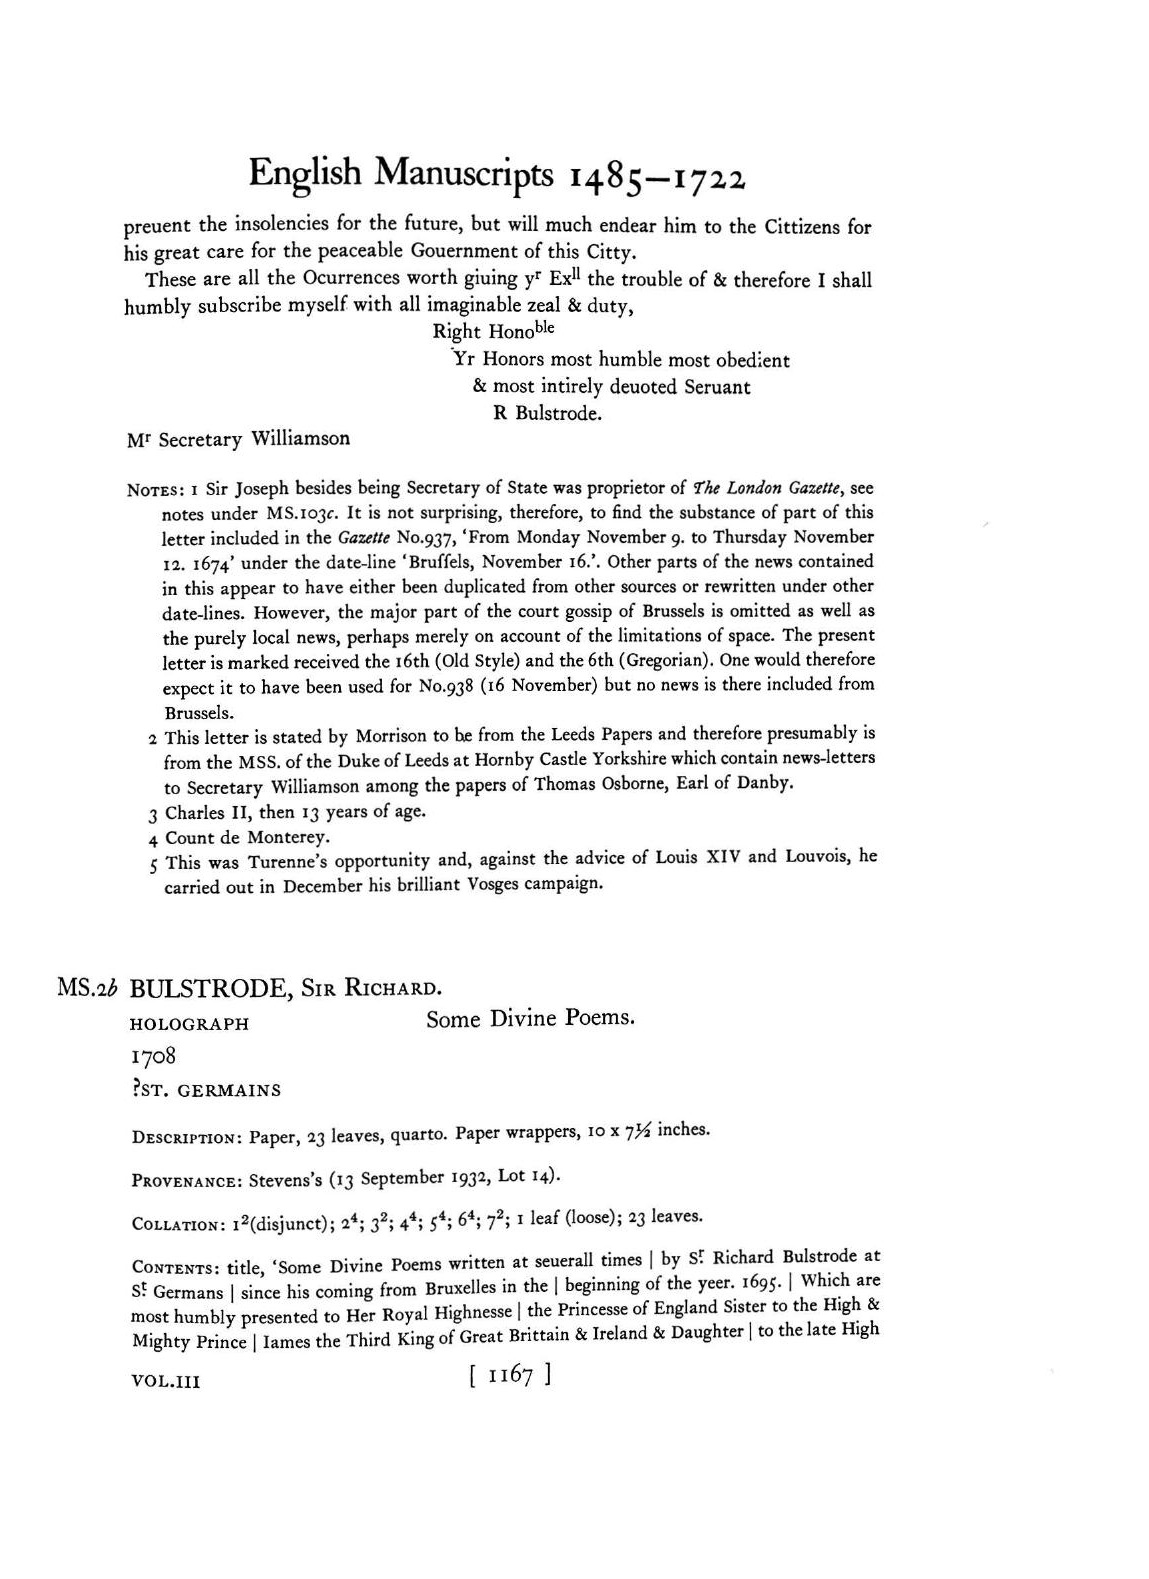 English Manuscripts 1485–1722
preuent the insolencies for the future, but will much endear him to the Cittizens for
his great care for the peaceable Gouernment of this Citty.
These are all the Ocurrences worth giuing yʳ Exˡˡ the trouble of & therefore I shall
humbly subscribe myself with all imaginable zeal & duty,
Right Honoᵇˡᵉ
Yr Honors most humble most obedient
& most intirely deuoted Seruant
R Bulstrode.
Mʳ Secretary Williamson
NOTES: 1 Sir Joseph besides being Secretary of State was proprietor of The London Gazette, see
notes under MS.103c. It is not surprising, therefore, to find the substance of part of this
letter included in the Gazette No.937, ‘From Monday November 9. to Thursday November
12. 1674’ under the date-line ‘Bruſſels, November 16.’. Other parts of the news contained
in this appear to have either been duplicated from other sources or rewritten under other
date-lines. However, the major part of the court gossip of Brussels is omitted as well as
the purely local news, perhaps merely on account of the limitations of space. The present
letter is marked received the 16th (Old Style) and the 6th (Gregorian). One would therefore
expect it to have been used for No.938 (16 November) but no news is there included from
Brussels.
2 This letter is stated by Morrison to be from the Leeds Papers and therefore presumably is
from the MSS. of the Duke of Leeds at Hornby Castle Yorkshire which contain news-letters
to Secretary Williamson among the papers of Thomas Osborne, Earl of Danby.
3 Charles II, then 13 years of age.
4 Count de Monterey.
5 This was Turenne’s opportunity and, against the advice of Louis XIV and Louvois, he
carried out in December his brilliant Vosges campaign.
MS.2b BULSTRODE, SIR RICHARD.
HOLOGRAPH Some Divine Poems.
1708
?ST. GERMAINS
DESCRIPTION: Paper, 23 leaves, quarto. Paper wrappers, 10 x 7½ inches.
PROVENANCE: Stevens’s (13 September 1932, Lot 14).
COLLATION: 1²(disjunct); 2⁴; 3²; 4⁴; 5⁴; 6⁴; 7²; 1 leaf (loose); 23 leaves.
CONTENTS: title, ‘Some Divine Poems written at seuerall times | by Sʳ. Richard Bulstrode at
Sᵗ. Germans | since his coming from Bruxelles in the | beginning of the yeer. 1695. | Which are
most humbly presented to Her Royal Highnesse | the Princesse of England Sister to the High &
Mighty Prince | Iames the Third King of Great Brittain & Ireland & Daughter | to the late High
VOL.III [ 1167 ]